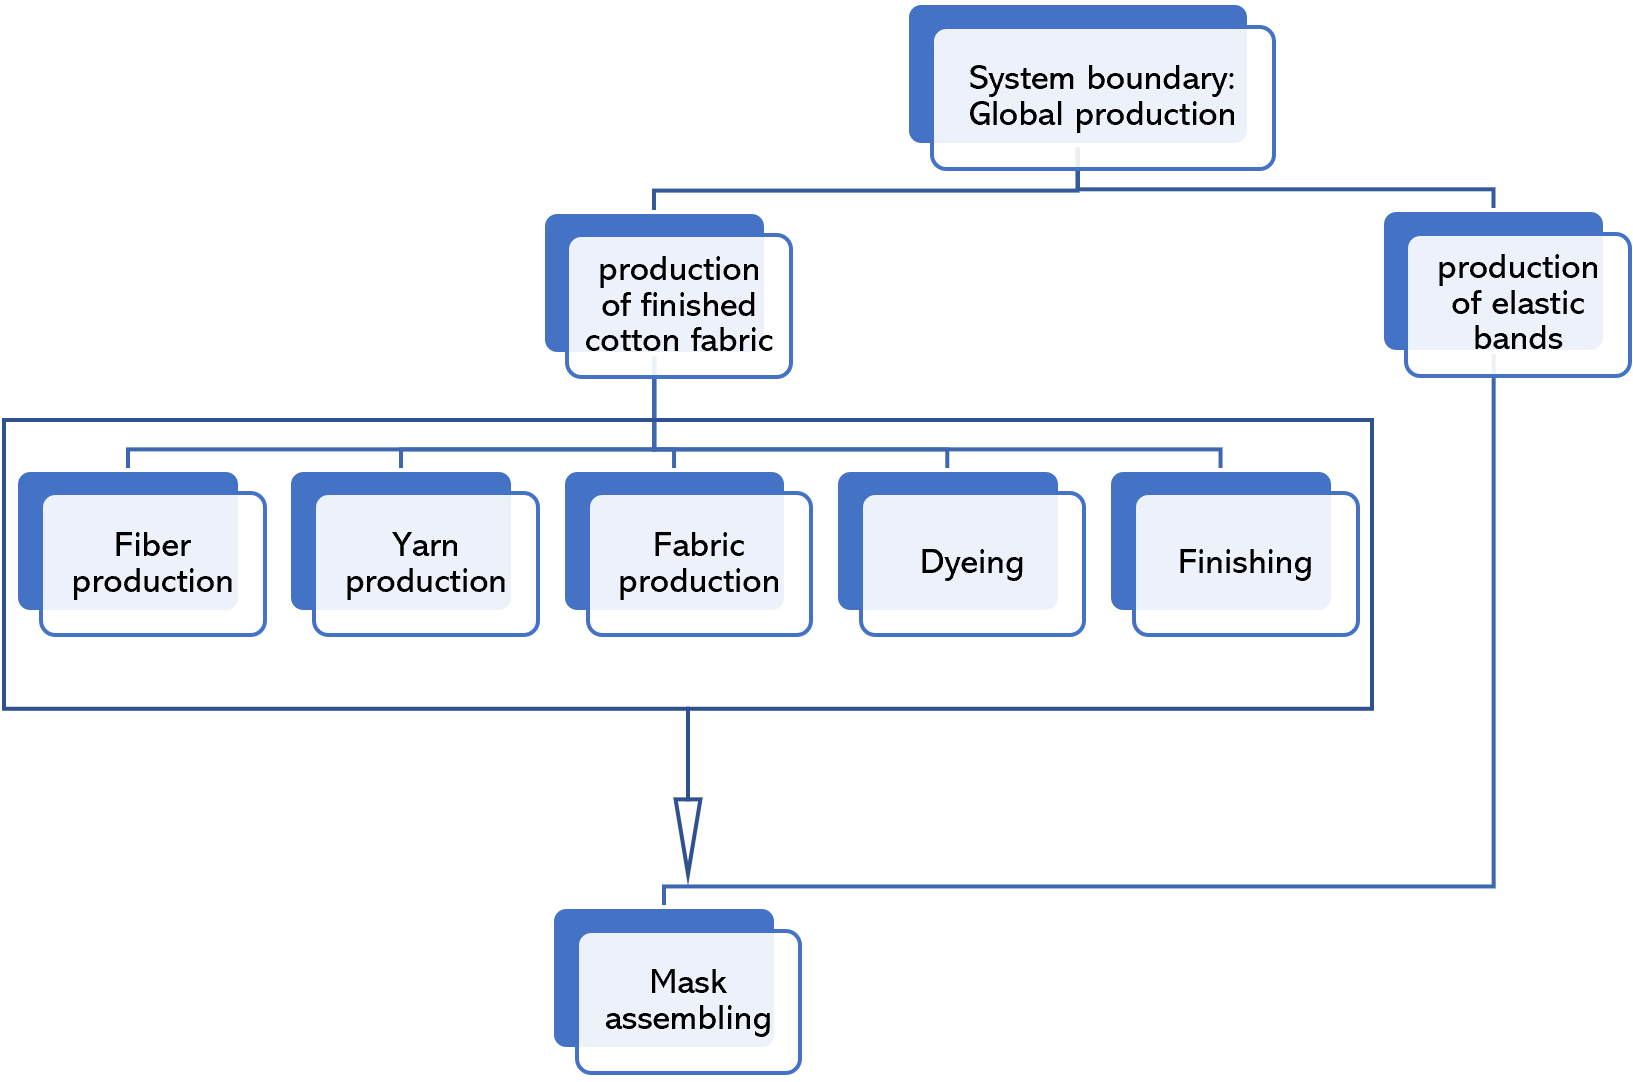 System boundary:
Global production
production
of finished
cotton fabric
production
of elastic
bands
Fiber
production
Yarn
production
Fabric
production
Dyeing
Finishing
Mask
assembling